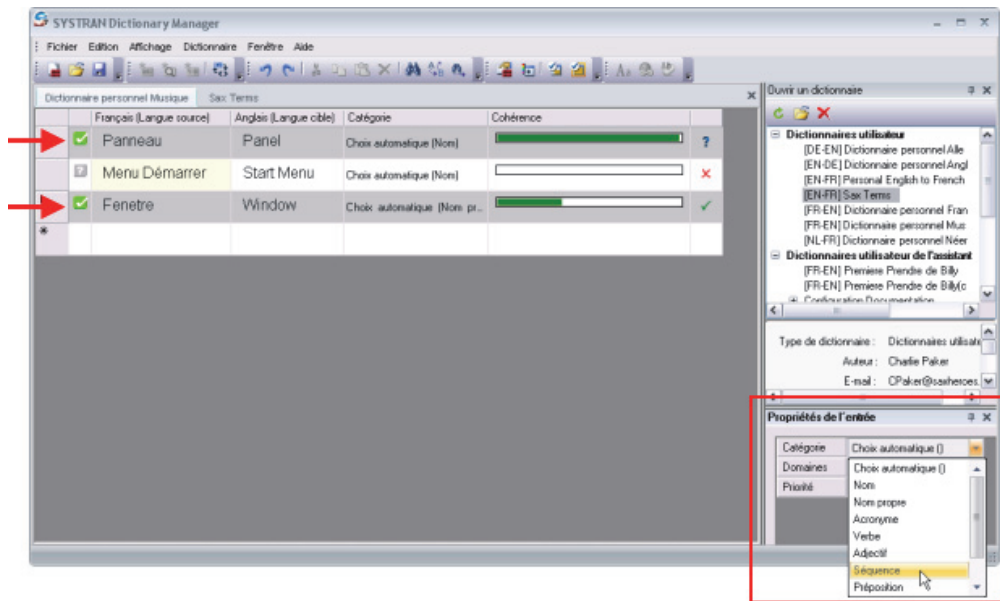 SYSTRAN Dictionary Manager
Fichier Edition Affichage Dictionnaire Fenêtre Aide
Dictionnaire personnel Musique Sax Terms
Français (Langue source) Anglais (Langue cible) Catégorie Cohérence
Panneau Panel Choix automatique (Nom) ?
Menu Démarrer Start Menu Choix automatique (Nom)
Fenetre Window Choix automatique (Nom pr...
*
Ouvrir un dictionnaire
Dictionnaires utilisateur
[DE-EN] Dictionnaire personnel Alle
[EN-DE] Dictionnaire personnel Angl
[EN-FR] Personal English to French
[EN-FR] Sax Terms
[FR-EN] Dictionnaire personnel Fran
[FR-EN] Dictionnaire personnel Mus
[NL-FR] Dictionnaire personnel Néer
Dictionnaires utilisateur de l'assistant
[FR-EN] Premiere Prendre de Billy
[FR-EN] Premiere Prendre de Billy(c
Configuration Documentation
Type de dictionnaire : Dictionnaires utilisate
Auteur : Charlie Paker
E-mail : CPaker@saxheroes.
Propriétés de l'entrée
Catégorie Choix automatique ()
Domaines Choix automatique ()
Priorité Nom
Nom propre
Acronyme
Verbe
Adjectif
Séquence
Préposition